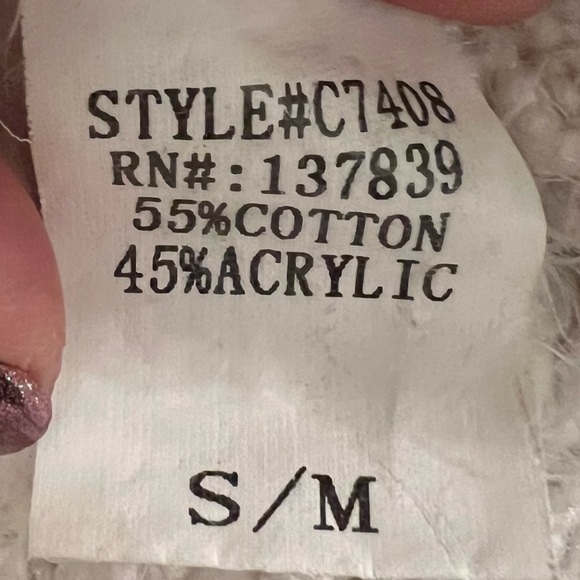 STYLE#C7408
RN#:137839
55%COTTON
45%ACRYLIC
S/M